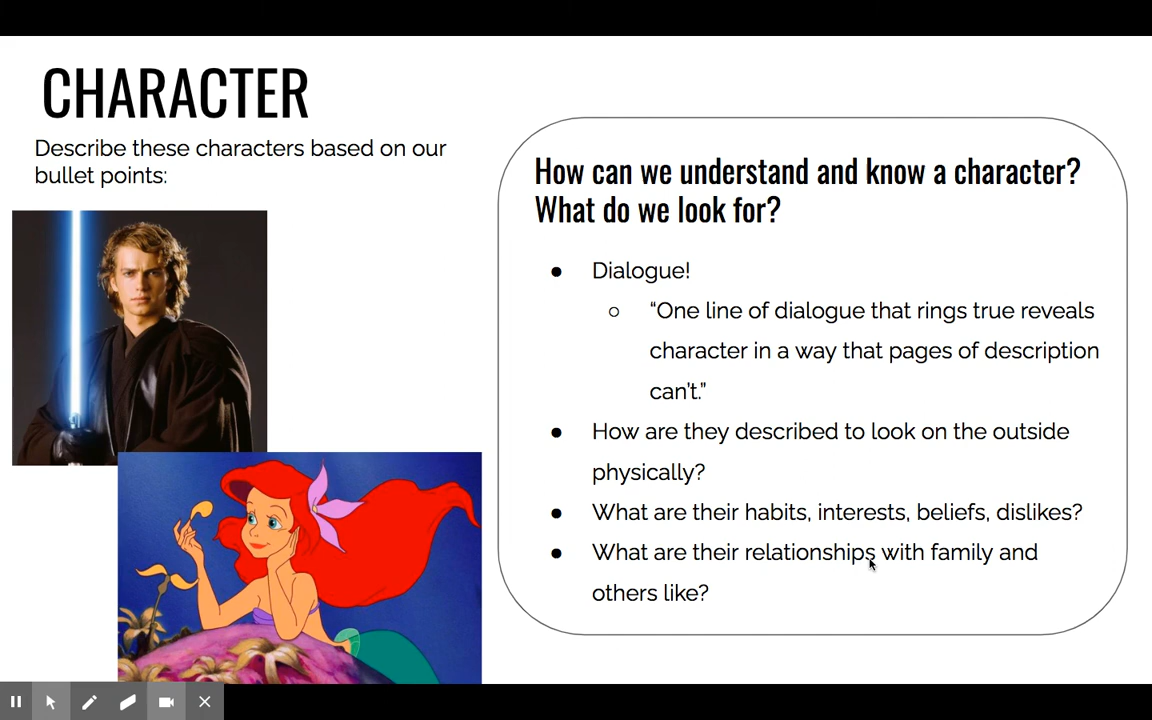 CHARACTER
Describe these characters based on our
bullet points:
How can we understand and know a character?
What do we look for?
● Dialogue!
○ “One line of dialogue that rings true reveals
character in a way that pages of description
can’t.”
● How are they described to look on the outside
physically?
● What are their habits, interests, beliefs, dislikes?
● What are their relationships with family and
others like?